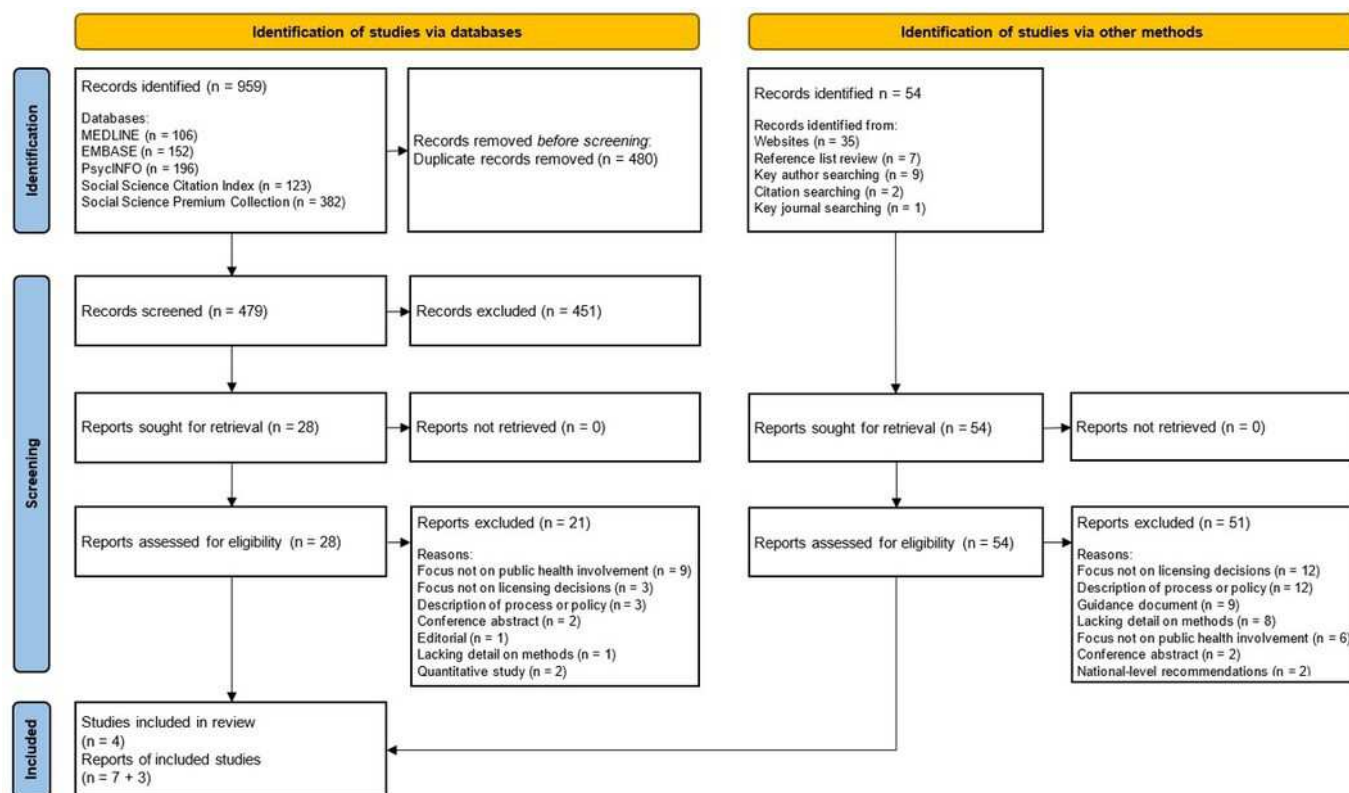 Identification of studies via databases
Identification of studies via other methods
Identification
Records identified (n = 959)
Databases:
MEDLINE (n = 106)
EMBASE (n = 152)
PsycINFO (n = 196)
Social Science Citation Index (n = 123)
Social Science Premium Collection (n = 382)
Records removed before screening:
Duplicate records removed (n = 480)
Records identified n = 54
Records identified from:
Websites (n = 35)
Reference list review (n = 7)
Key author searching (n = 9)
Citation searching (n = 2)
Key journal searching (n = 1)
Screening
Records screened (n = 479)
Records excluded (n = 451)
Reports sought for retrieval (n = 28)
Reports not retrieved (n = 0)
Reports sought for retrieval (n = 54)
Reports not retrieved (n = 0)
Reports assessed for eligibility (n = 28)
Reports excluded (n = 21)
Reasons:
Focus not on public health involvement (n = 9)
Focus not on licensing decisions (n = 3)
Description of process or policy (n = 3)
Conference abstract (n = 2)
Editorial (n = 1)
Lacking detail on methods (n = 1)
Quantitative study (n = 2)
Reports assessed for eligibility (n = 54)
Reports excluded (n = 51)
Reasons:
Focus not on licensing decisions (n = 12)
Description of process or policy (n = 12)
Guidance document (n = 9)
Lacking detail on methods (n = 8)
Focus not on public health involvement (n = 6)
Conference abstract (n = 2)
National-level recommendations (n = 2)
Included
Studies included in review
(n = 4)
Reports of included studies
(n = 7 + 3)